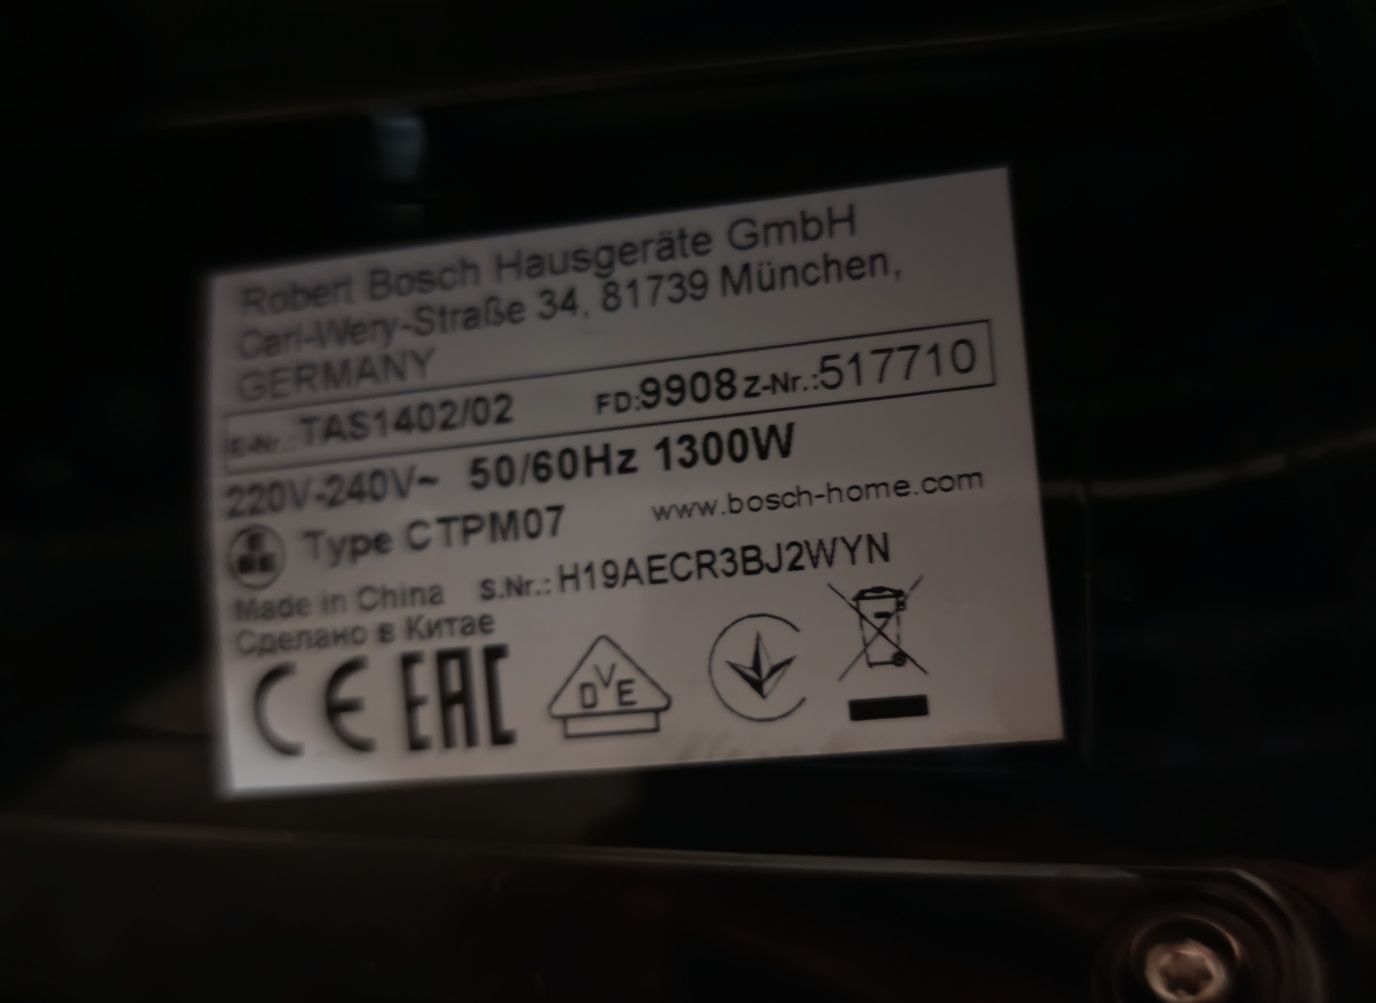 Robert Bosch Hausgeräte GmbH
Carl-Wery-Straße 34, 81739 München,
GERMANY
E-Nr.: TAS1402/02 FD:9908 Z-Nr.:517710
220V-240V~ 50/60Hz 1300W
Type CTPM07 www.bosch-home.com
Made in China S.Nr.: H19AECR3BJ2WYN
Сделано в Китае
CE EAC DVE